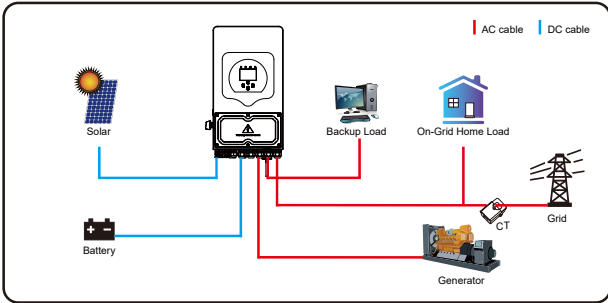 AC cable
DC cable
Solar
Backup Load
On-Grid Home Load
CT
Grid
Battery
Generator